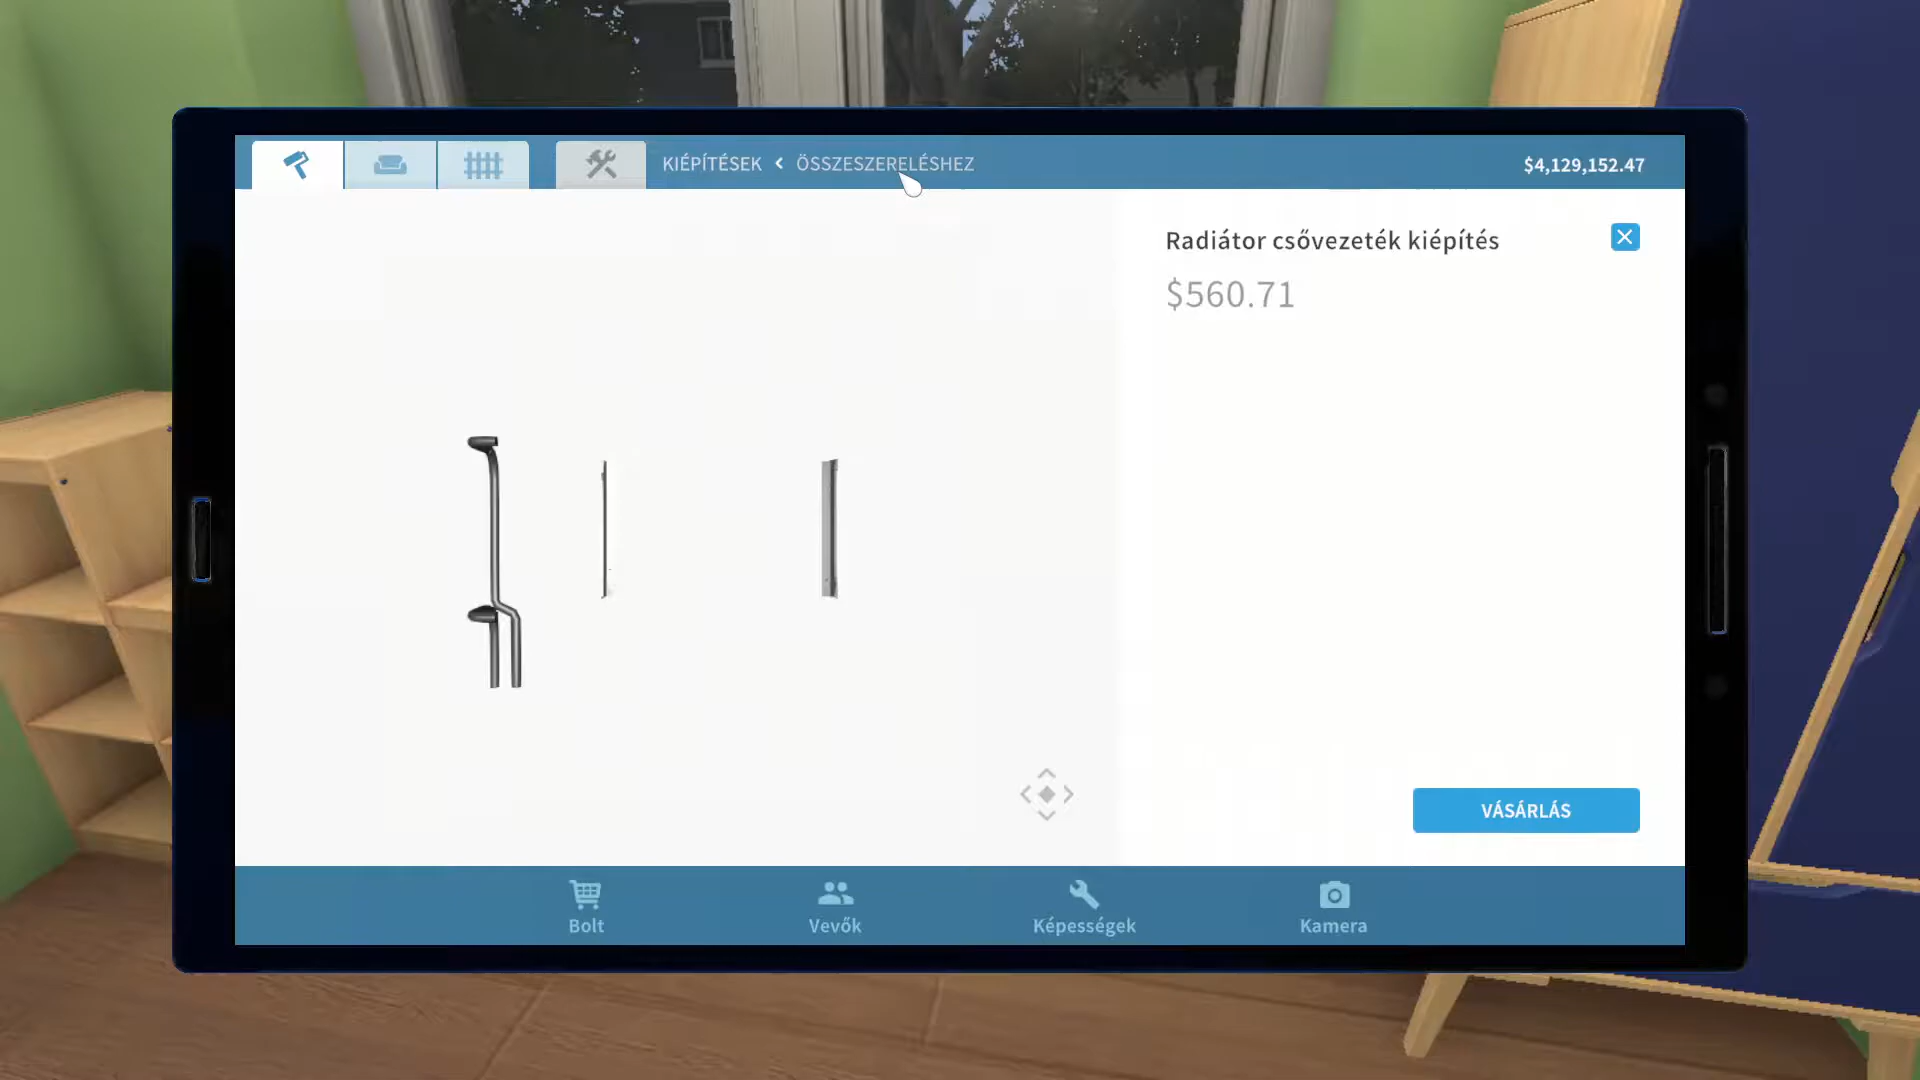 KIÉPÍTÉSEK < ÖSSZESZERELÉSHEZ
$4,129,152.47
Radiátor csővezeték kiépítés
$560.71
VÁSÁRLÁS
Bolt
Vevők
Képességek
Kamera